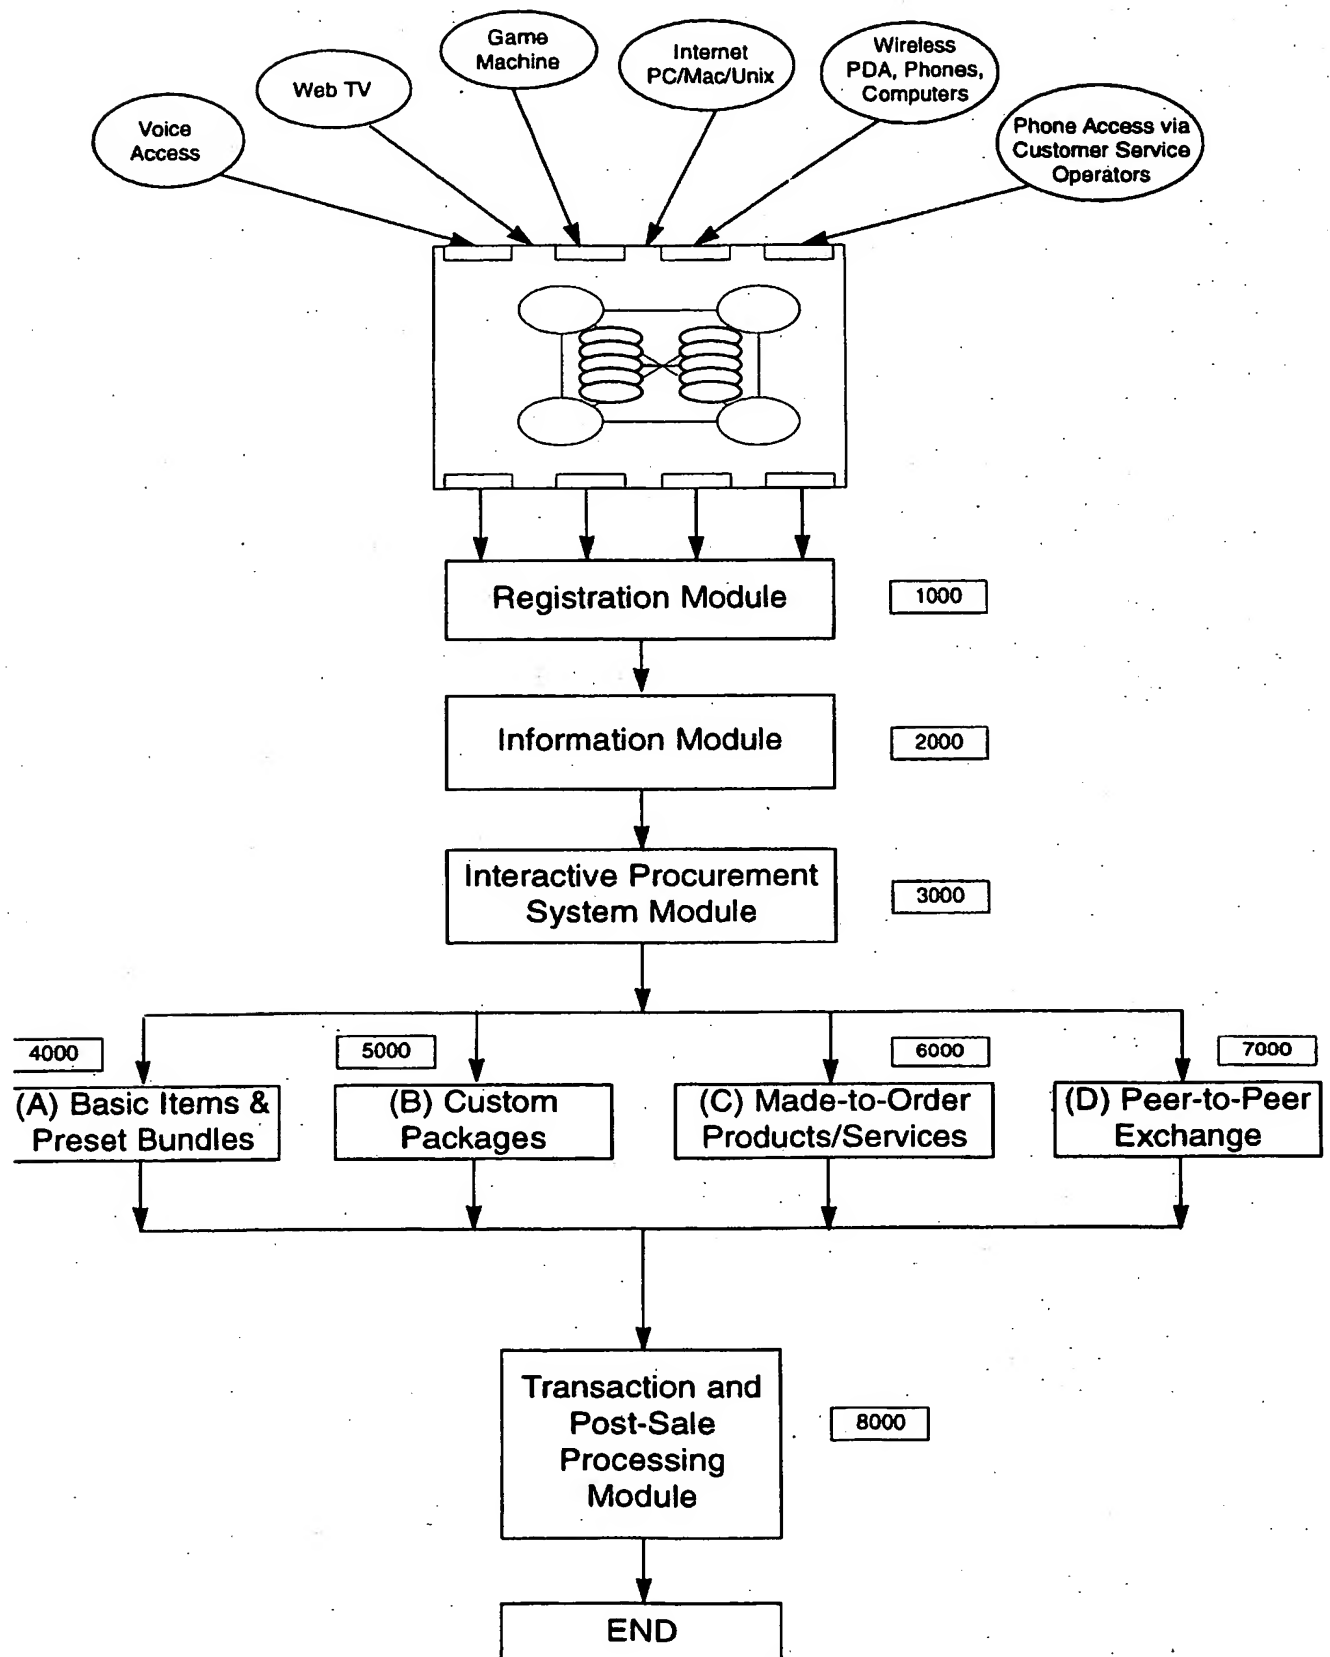 Game
Machine
Internet
PC/Mac/Unix
Wireless
PDA, Phones,
Computers
Web TV
Voice
Access
Phone Access via
Customer Service
Operators
Registration Module
1000
Information Module
2000
Interactive Procurement
System Module
3000
4000
5000
6000
7000
(A) Basic Items &
Preset Bundles
(B) Custom
Packages
(C) Made-to-Order
Products/Services
(D) Peer-to-Peer
Exchange
Transaction and
Post-Sale
Processing
Module
8000
END